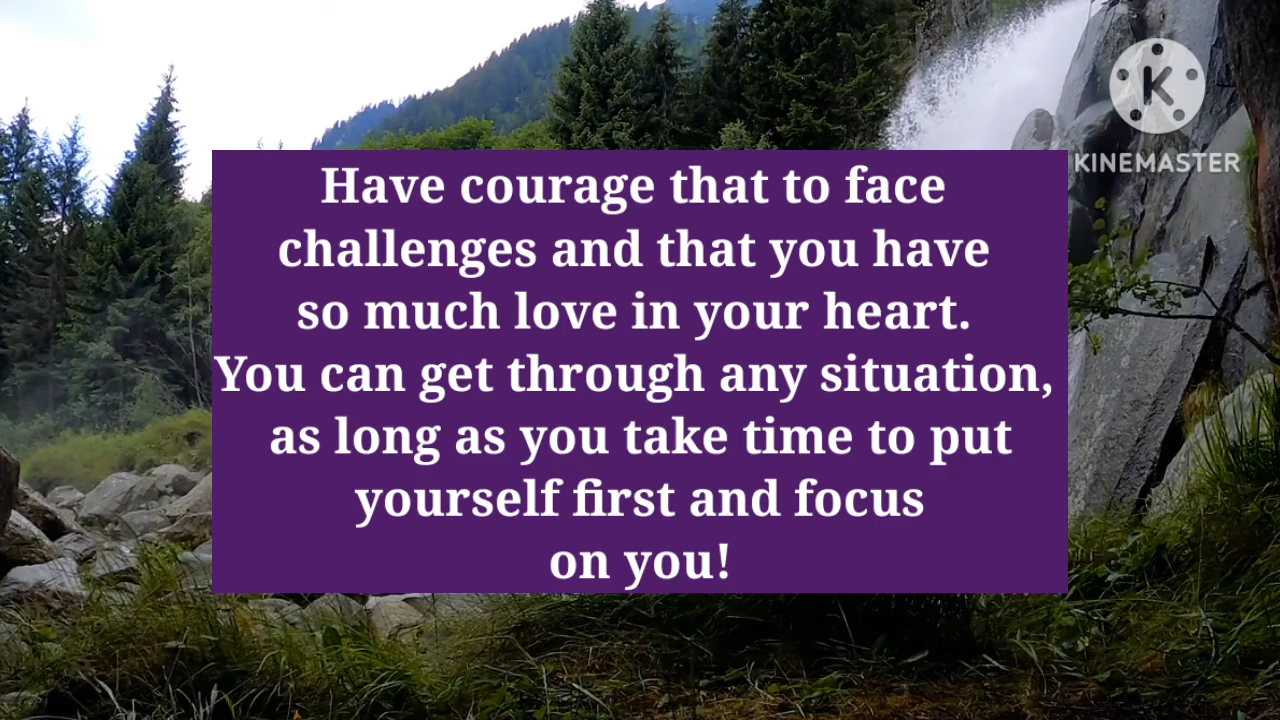 KINEMASTER
Have courage that to face
challenges and that you have
so much love in your heart.
You can get through any situation,
as long as you take time to put
yourself first and focus
on you!